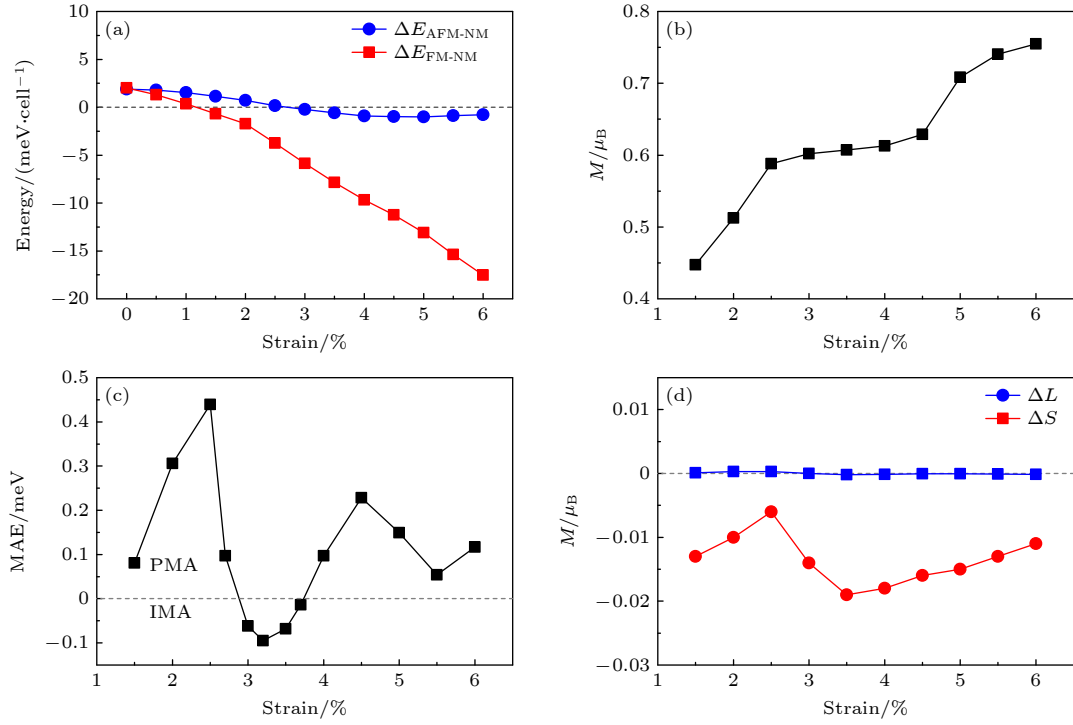 (a)
ΔE_AFM-NM
ΔE_FM-NM
10
5
0
−5
−10
−15
−20
Energy/(meV·cell⁻¹)
0 1 2 3 4 5 6
Strain/%
(b)
0.8
0.7
0.6
0.5
0.4
M/μ_B
1 2 3 4 5 6
Strain/%
(c)
0.5
0.4
0.3
0.2
0.1
0
−0.1
MAE/meV
PMA
IMA
1 2 3 4 5 6
Strain/%
(d)
ΔL
ΔS
0.01
0
−0.01
−0.02
−0.03
M/μ_B
1 2 3 4 5 6
Strain/%